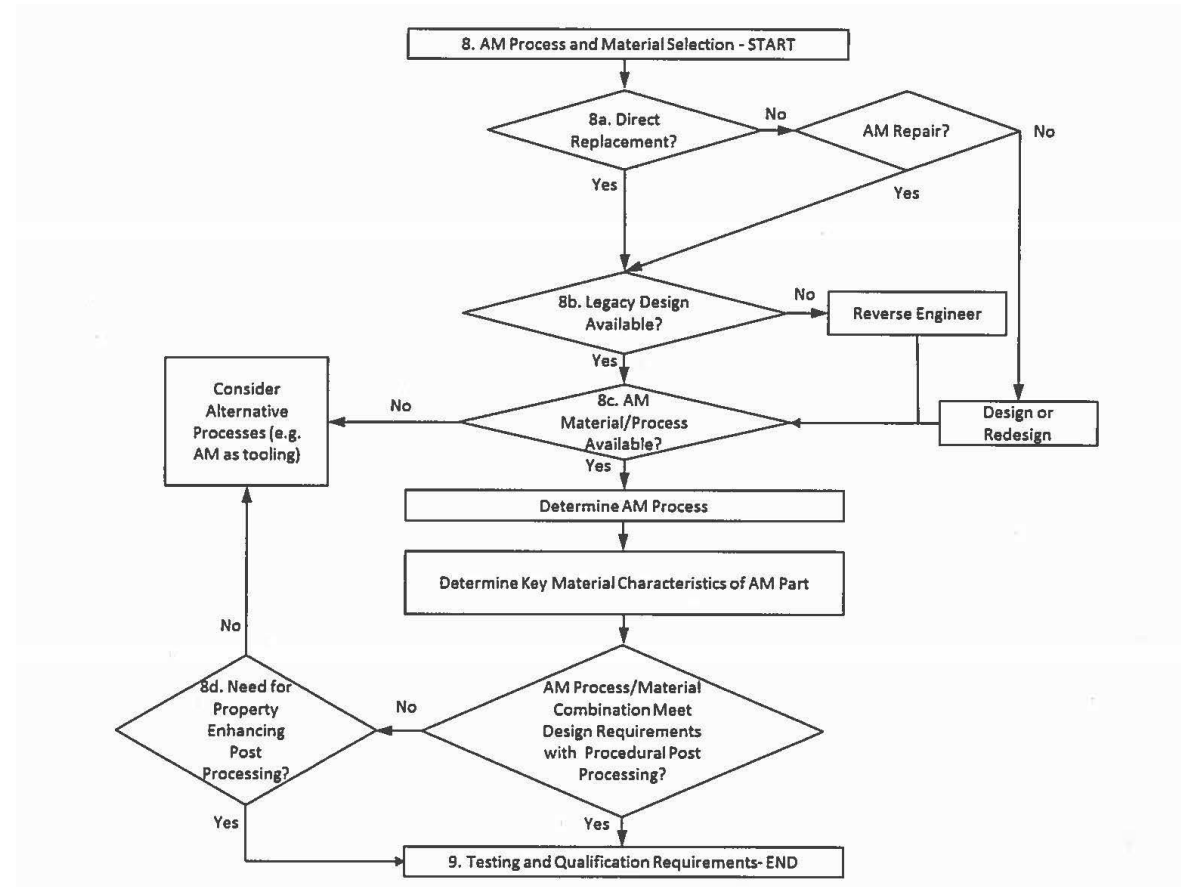 8. AM Process and Material Selection - START
8a. Direct
Replacement?
No
AM Repair?
No
Yes
Yes
8b. Legacy Design
Available?
No
Reverse Engineer
Yes
Consider
Alternative
Processes (e.g.
AM as tooling)
No
8c. AM
Material/Process
Available?
Design or
Redesign
Yes
Determine AM Process
Determine Key Material Characteristics of AM Part
No
8d. Need for
Property
Enhancing
Post
Processing?
No
AM Process/Material
Combination Meet
Design Requirements
with Procedural Post
Processing?
Yes
Yes
9. Testing and Qualification Requirements- END